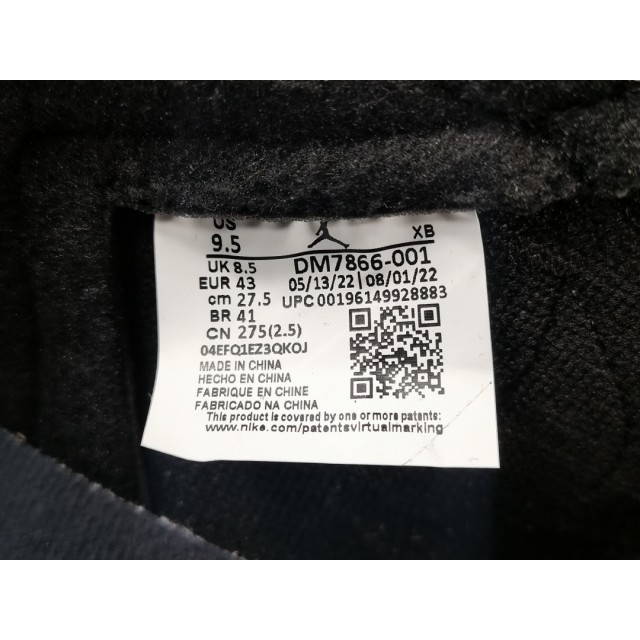 US
9.5 XB
UK 8.5 DM7866-001
EUR 43 05/13/22 | 08/01/22
cm 27.5 UPC 00196149928883
BR 41
CN 275(2.5)
04EFQ1EZ3QKOJ
MADE IN CHINA
HECHO EN CHINA
FABRIQUE EN CHINE
FABRICADO NA CHINA
This product is covered by one or more patents:
www.nike.com/patentsvirtualmarking